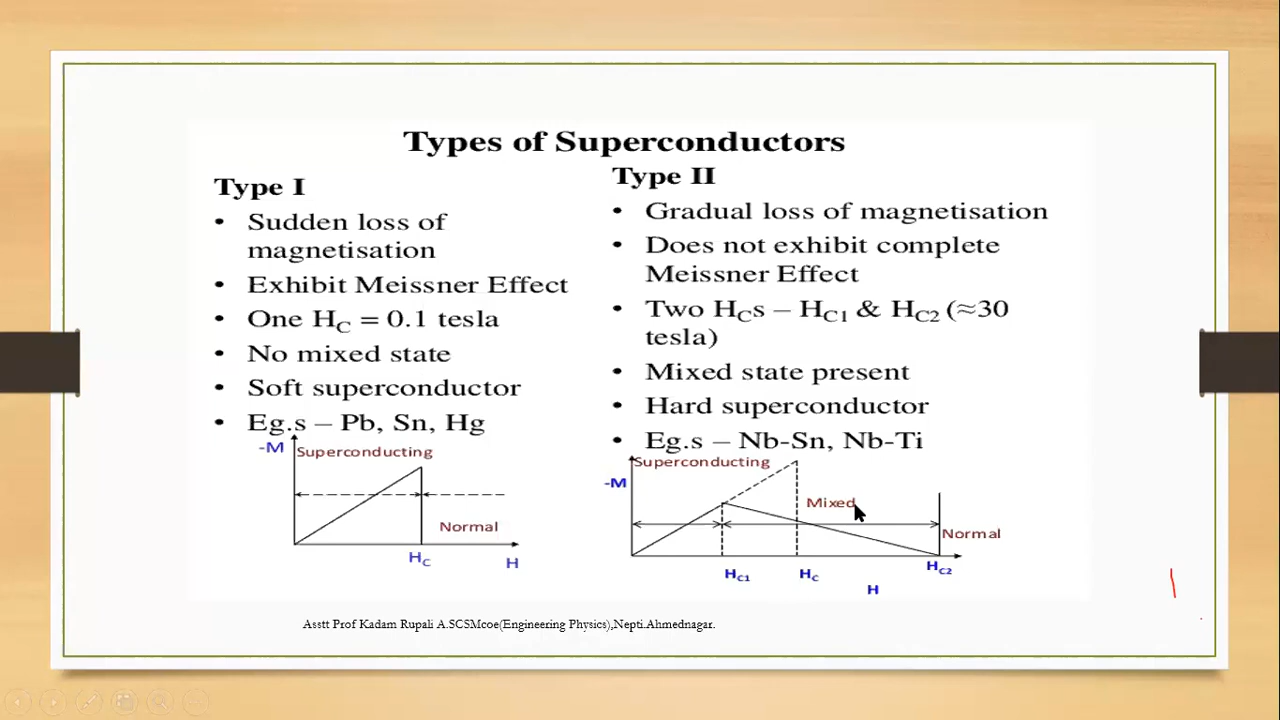 Types of Superconductors
Type I
• Sudden loss of
magnetisation
• Exhibit Meissner Effect
• One HC = 0.1 tesla
• No mixed state
• Soft superconductor
• Eg.s – Pb, Sn, Hg
-M
Superconducting
Normal
HC
H
Type II
• Gradual loss of magnetisation
• Does not exhibit complete
Meissner Effect
• Two HCs – HC1 & HC2 (≈30
tesla)
• Mixed state present
• Hard superconductor
• Eg.s – Nb-Sn, Nb-Ti
Superconducting
-M
Mixed
Normal
HC1
HC
HC2
H
Asstt Prof Kadam Rupali A.SCSMcoe(Engineering Physics),Nepti.Ahmednagar.